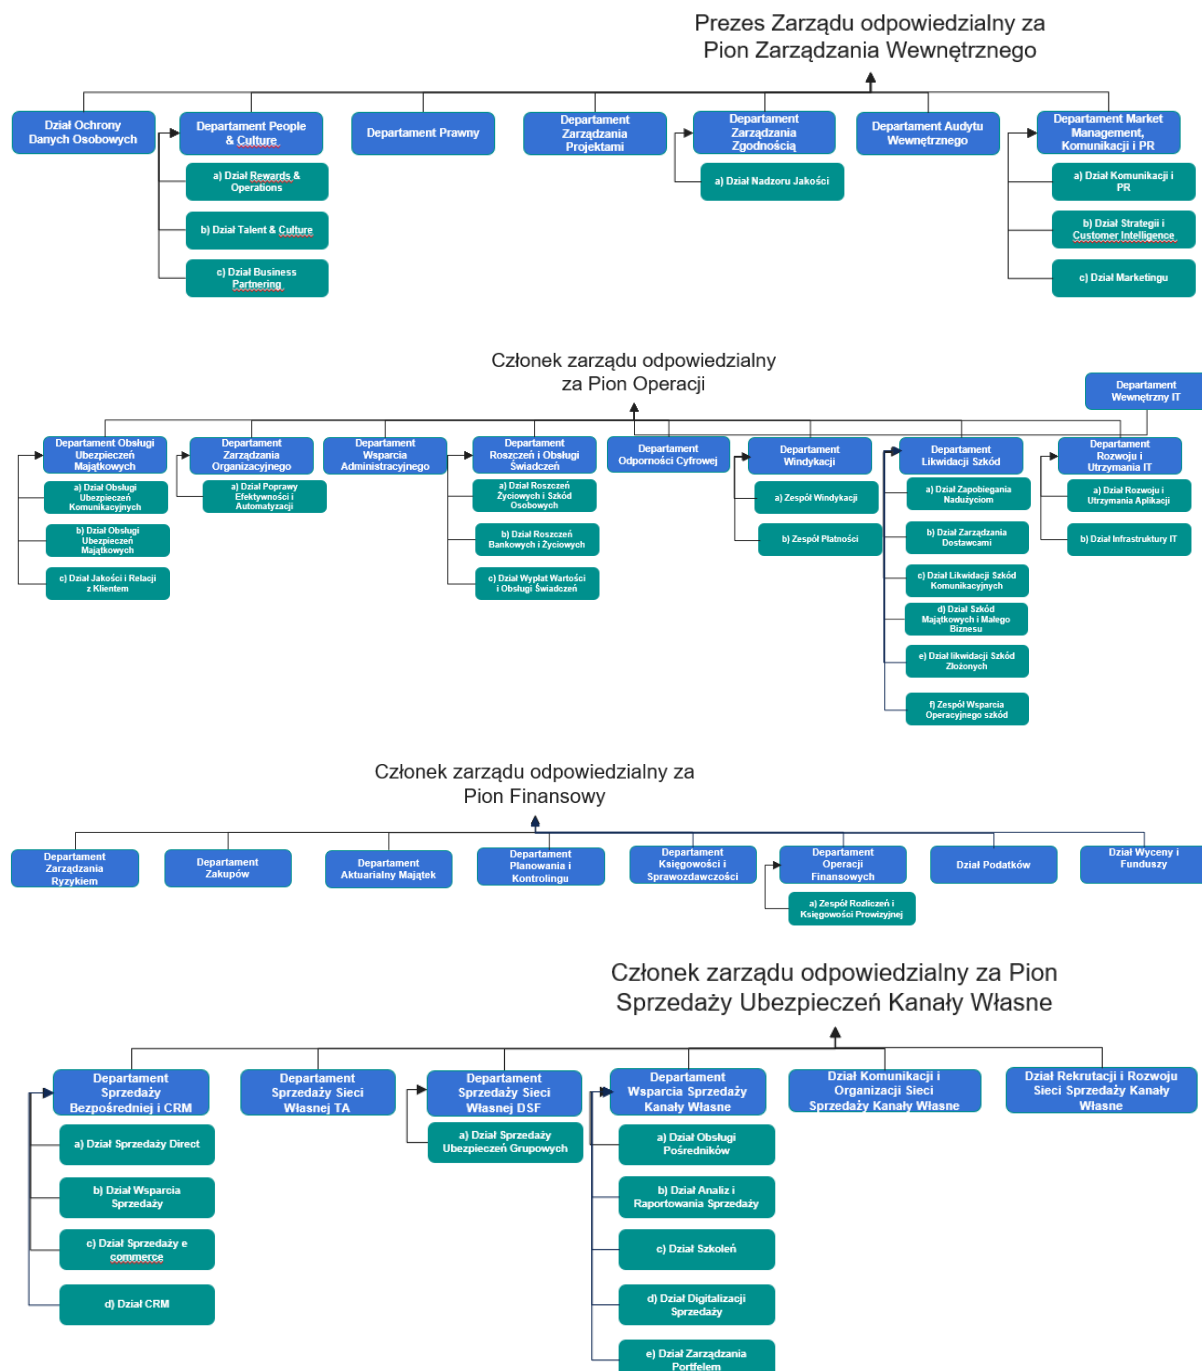 Prezes Zarządu odpowiedzialny za
Pion Zarządzania Wewnętrznego
Dział Ochrony
Danych Osobowych
Departament People
& Culture
Departament Prawny
Departament
Zarządzania
Projektami
Departament
Zarządzania
Zgodnością
Departament Audytu
Wewnętrznego
Departament Market
Management,
Komunikacji i PR
a) Dział Rewards &
Operations
b) Dział Talent & Culture
c) Dział Business
Partnering
a) Dział Nadzoru Jakości
a) Dział Komunikacji i
PR
b) Dział Strategii i
Customer Intelligence
c) Dział Marketingu
Członek zarządu odpowiedzialny
za Pion Operacji
Departament
Wewnętrzny IT
Departament Obsługi
Ubezpieczeń
Majątkowych
Departament
Zarządzania
Organizacyjnego
Departament
Wsparcia
Administracyjnego
Departament
Roszczeń i Obsługi
Świadczeń
Departament
Odporności Cyfrowej
Departament
Windykacji
Departament
Likwidacji Szkód
Departament
Rozwoju i
Utrzymania IT
a) Dział Obsługi
Ubezpieczeń
Komunikacyjnych
b) Dział Obsługi
Ubezpieczeń
Majątkowych
c) Dział Jakości i Relacji
z Klientem
a) Dział Poprawy
Efektywności i
Automatyzacji
a) Dział Roszczeń
Życiowych i Szkód
Osobowych
b) Dział Roszczeń
Bankowych i Życiowych
c) Dział Wypłat Wartości
i Obsługi Świadczeń
a) Zespół Windykacji
b) Zespół Płatności
a) Dział Zapobiegania
Nadużyciom
b) Dział Zarządzania
Dostawcami
c) Dział Likwidacji Szkód
Komunikacyjnych
d) Dział Szkód
Majątkowych i Małego
Biznesu
e) Dział likwidacji Szkód
Złożonych
f) Zespół Wsparcia
Operacyjnego szkód
a) Dział Rozwoju i
Utrzymania Aplikacji
b) Dział Infrastruktury IT
Członek zarządu odpowiedzialny za
Pion Finansowy
Departament
Zarządzania
Ryzykiem
Departament
Zakupów
Departament
Aktuarialny Majątek
Departament
Planowania i
Kontrolingu
Departament
Księgowości i
Sprawozdawczości
Departament
Operacji
Finansowych
Dział Podatków
Dział Wyceny i
Funduszy
a) Zespół Rozliczeń i
Księgowości Prowizyjnej
Członek zarządu odpowiedzialny za Pion
Sprzedaży Ubezpieczeń Kanały Własne
Departament
Sprzedaży
Bezpośredniej i CRM
Departament
Sprzedaży Sieci
Własnej TA
Departament
Sprzedaży Sieci
Własnej DSF
Departament
Wsparcia Sprzedaży
Kanały Własne
Dział Komunikacji i
Organizacji Sieci
Sprzedaży Kanały Własne
Dział Rekrutacji i Rozwoju
Sieci Sprzedaży Kanały
Własne
a) Dział Sprzedaży Direct
b) Dział Wsparcia
Sprzedaży
c) Dział Sprzedaży e
commerce
d) Dział CRM
a) Dział Sprzedaży
Ubezpieczeń Grupowych
a) Dział Obsługi
Pośredników
b) Dział Analiz i
Raportowania Sprzedaży
c) Dział Szkoleń
d) Dział Digitalizacji
Sprzedaży
e) Dział Zarządzania
Portfelem